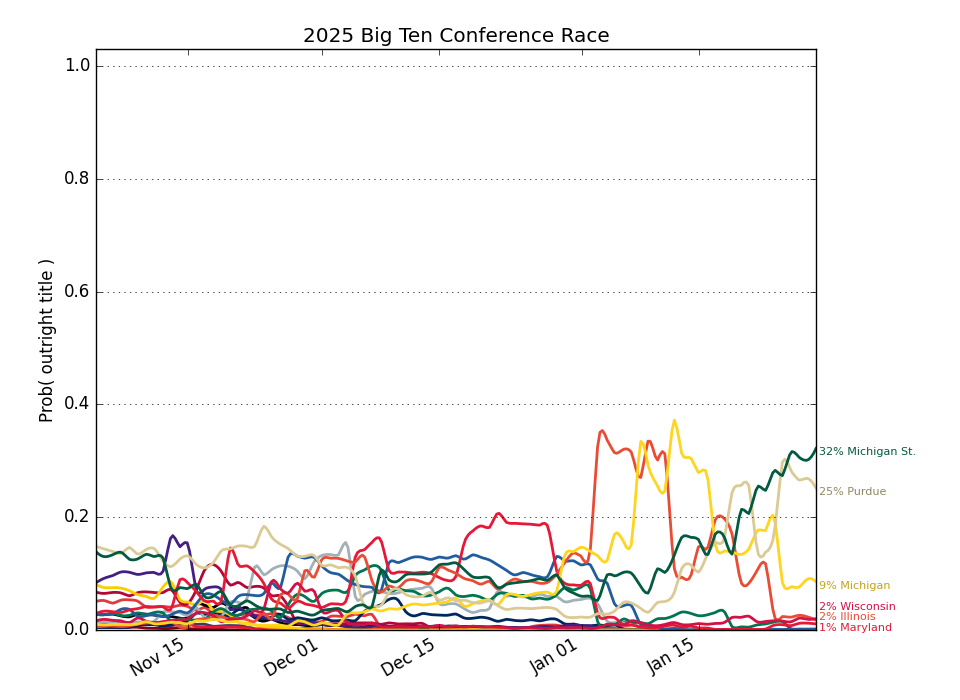 2025 Big Ten Conference Race
1.0
0.8
0.6
0.4
0.2
0.0
Prob( outright title )
32% Michigan St.
25% Purdue
9% Michigan
2% Wisconsin
2% Illinois
1% Maryland
Nov 15
Dec 01
Dec 15
Jan 01
Jan 15